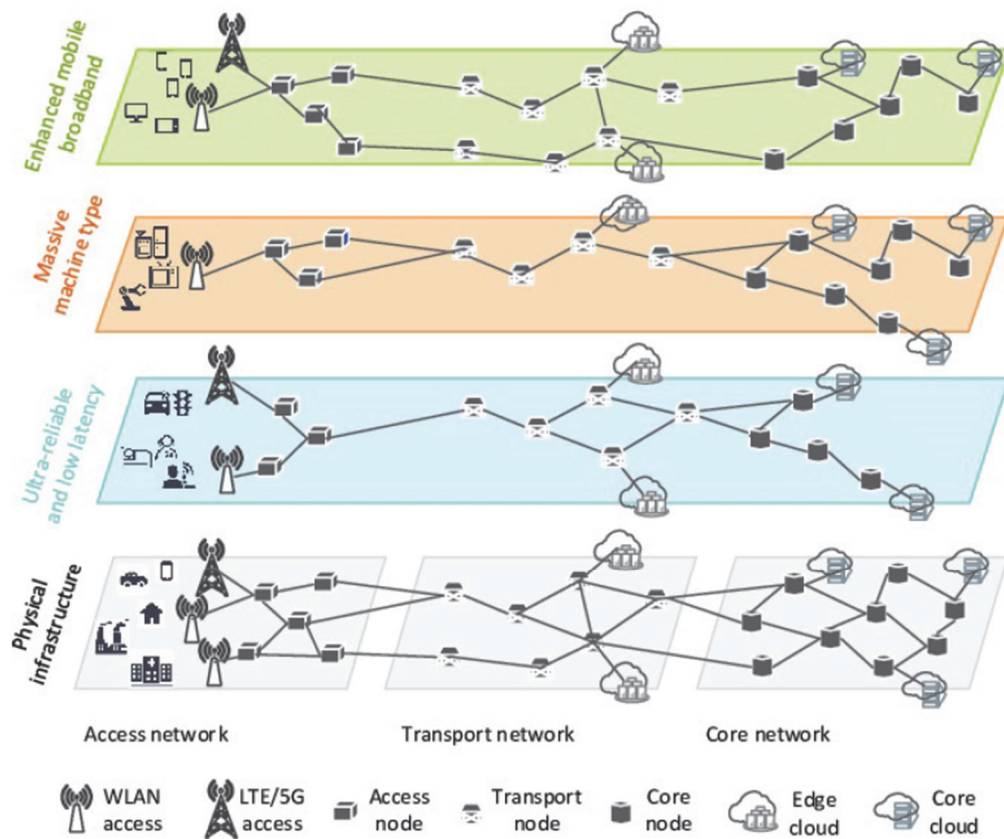 Enhanced mobile
broadband
Massive
machine type
Ultra-reliable
and low latency
Physical
infrastructure
Access network
Transport network
Core network
WLAN
access
LTE/5G
access
Access
node
Transport
node
Core
node
Edge
cloud
Core
cloud